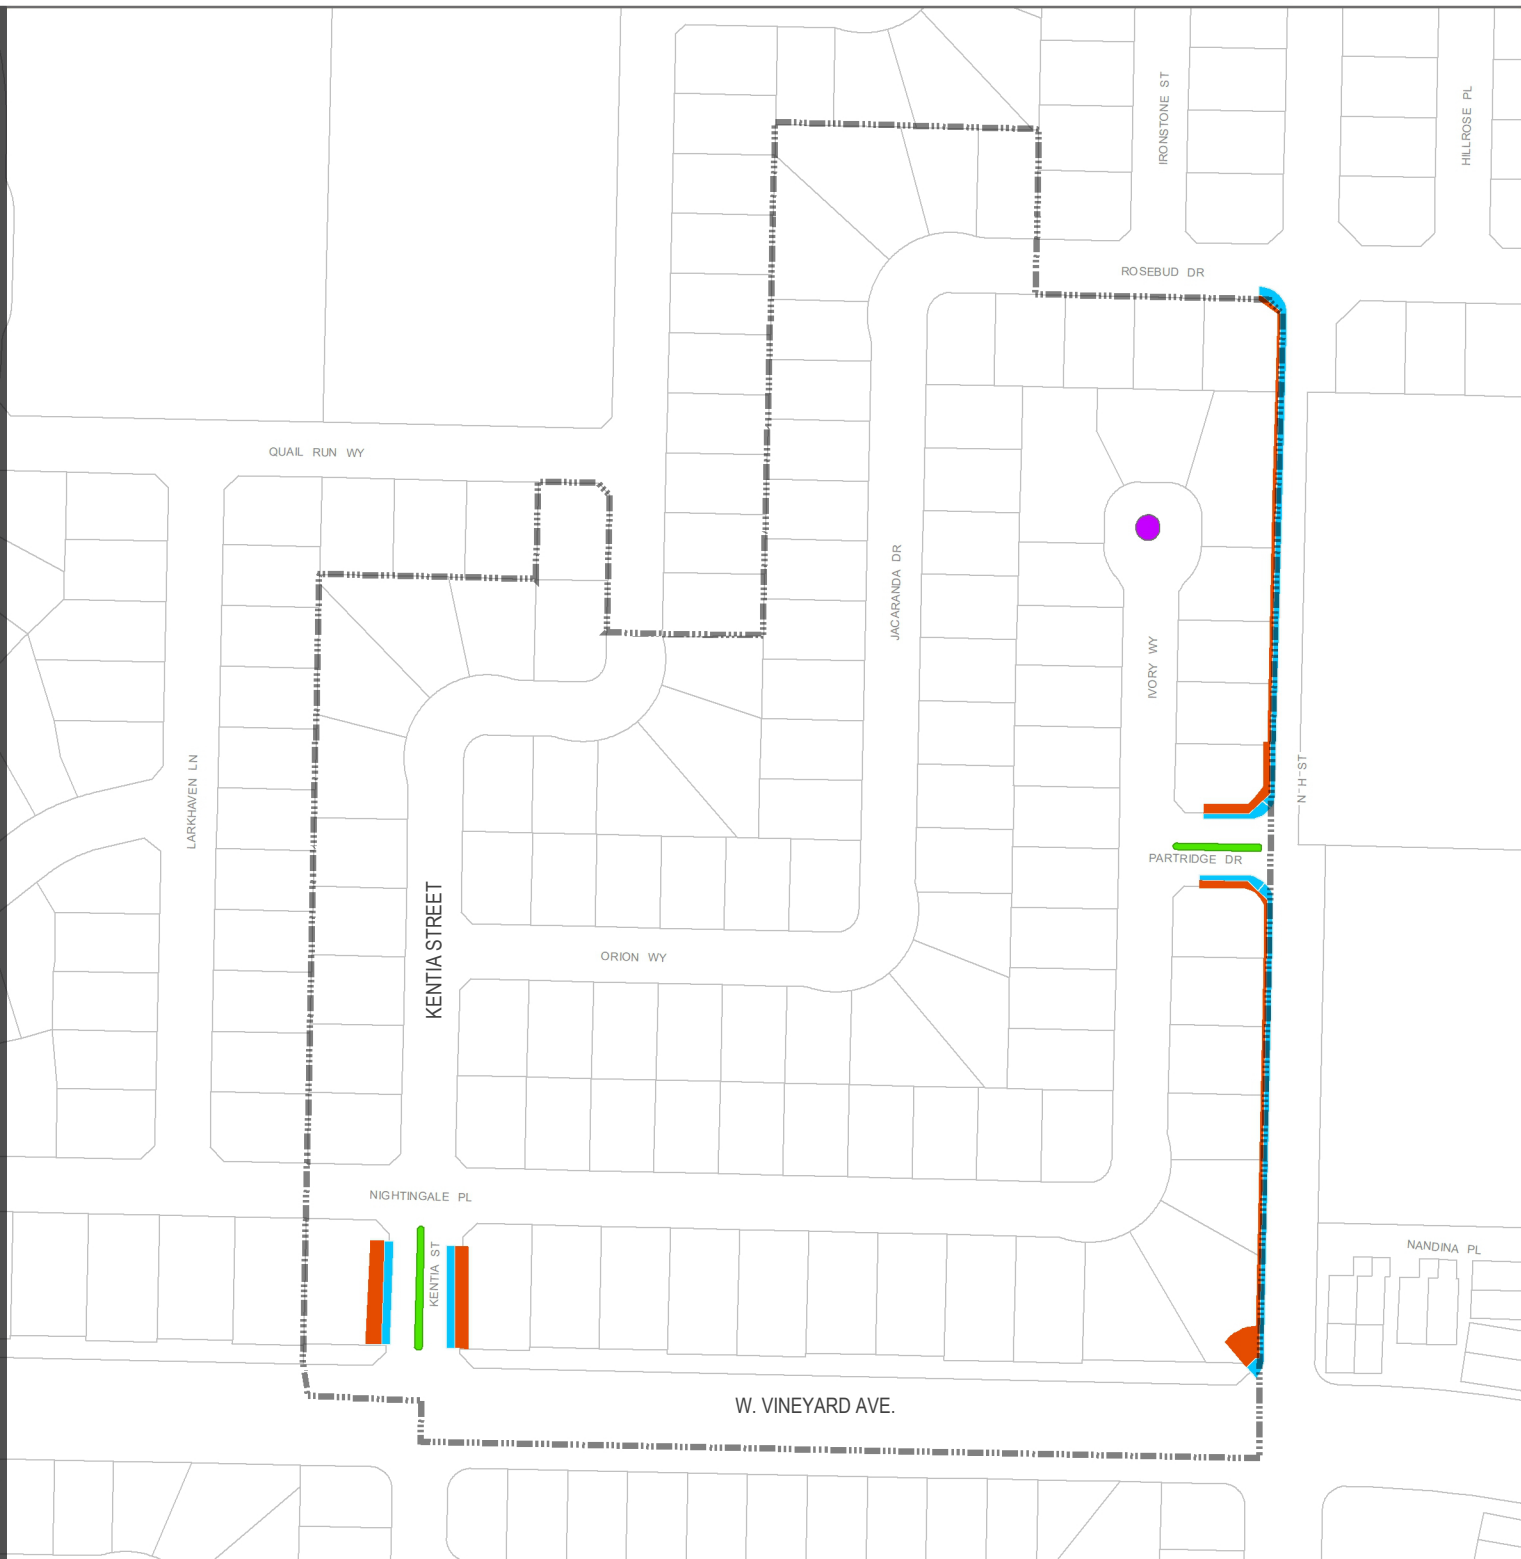 IRONSTONE ST
HILLROSE PL
ROSEBUD DR
QUAIL RUN WY
JACARANDA DR
IVORY WY
LARKHAVEN LN
N H ST
PARTRIDGE DR
KENTIA STREET
ORION WY
NIGHTINGALE PL
KENTIA ST
NANDINA PL
W. VINEYARD AVE.